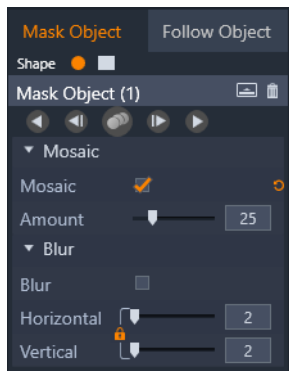 Mask Object Follow Object
Shape
Mask Object (1)
Mosaic
Mosaic
Amount 25
Blur
Blur
Horizontal 2
Vertical 2